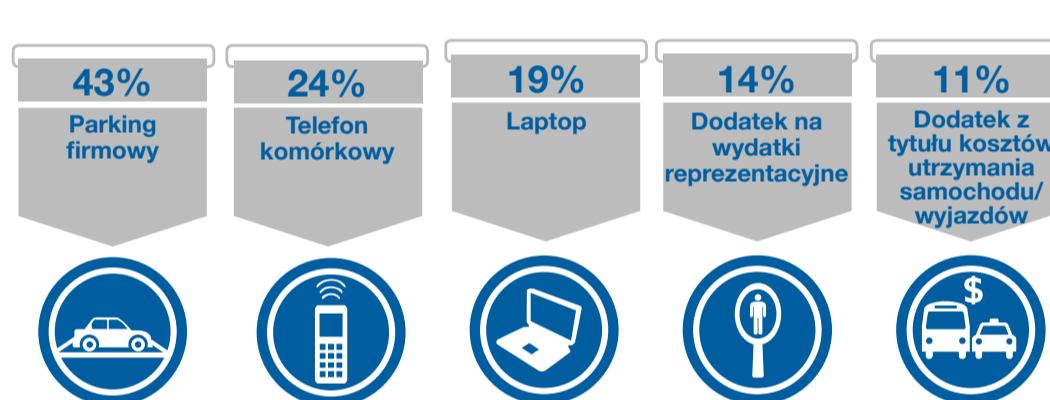 43%
Parking
firmowy
24%
Telefon
komórkowy
19%
Laptop
14%
Dodatek na
wydatki
reprezentacyjne
11%
Dodatek z
tytułu kosztów
utrzymania
samochodu/
wyjazdów
$